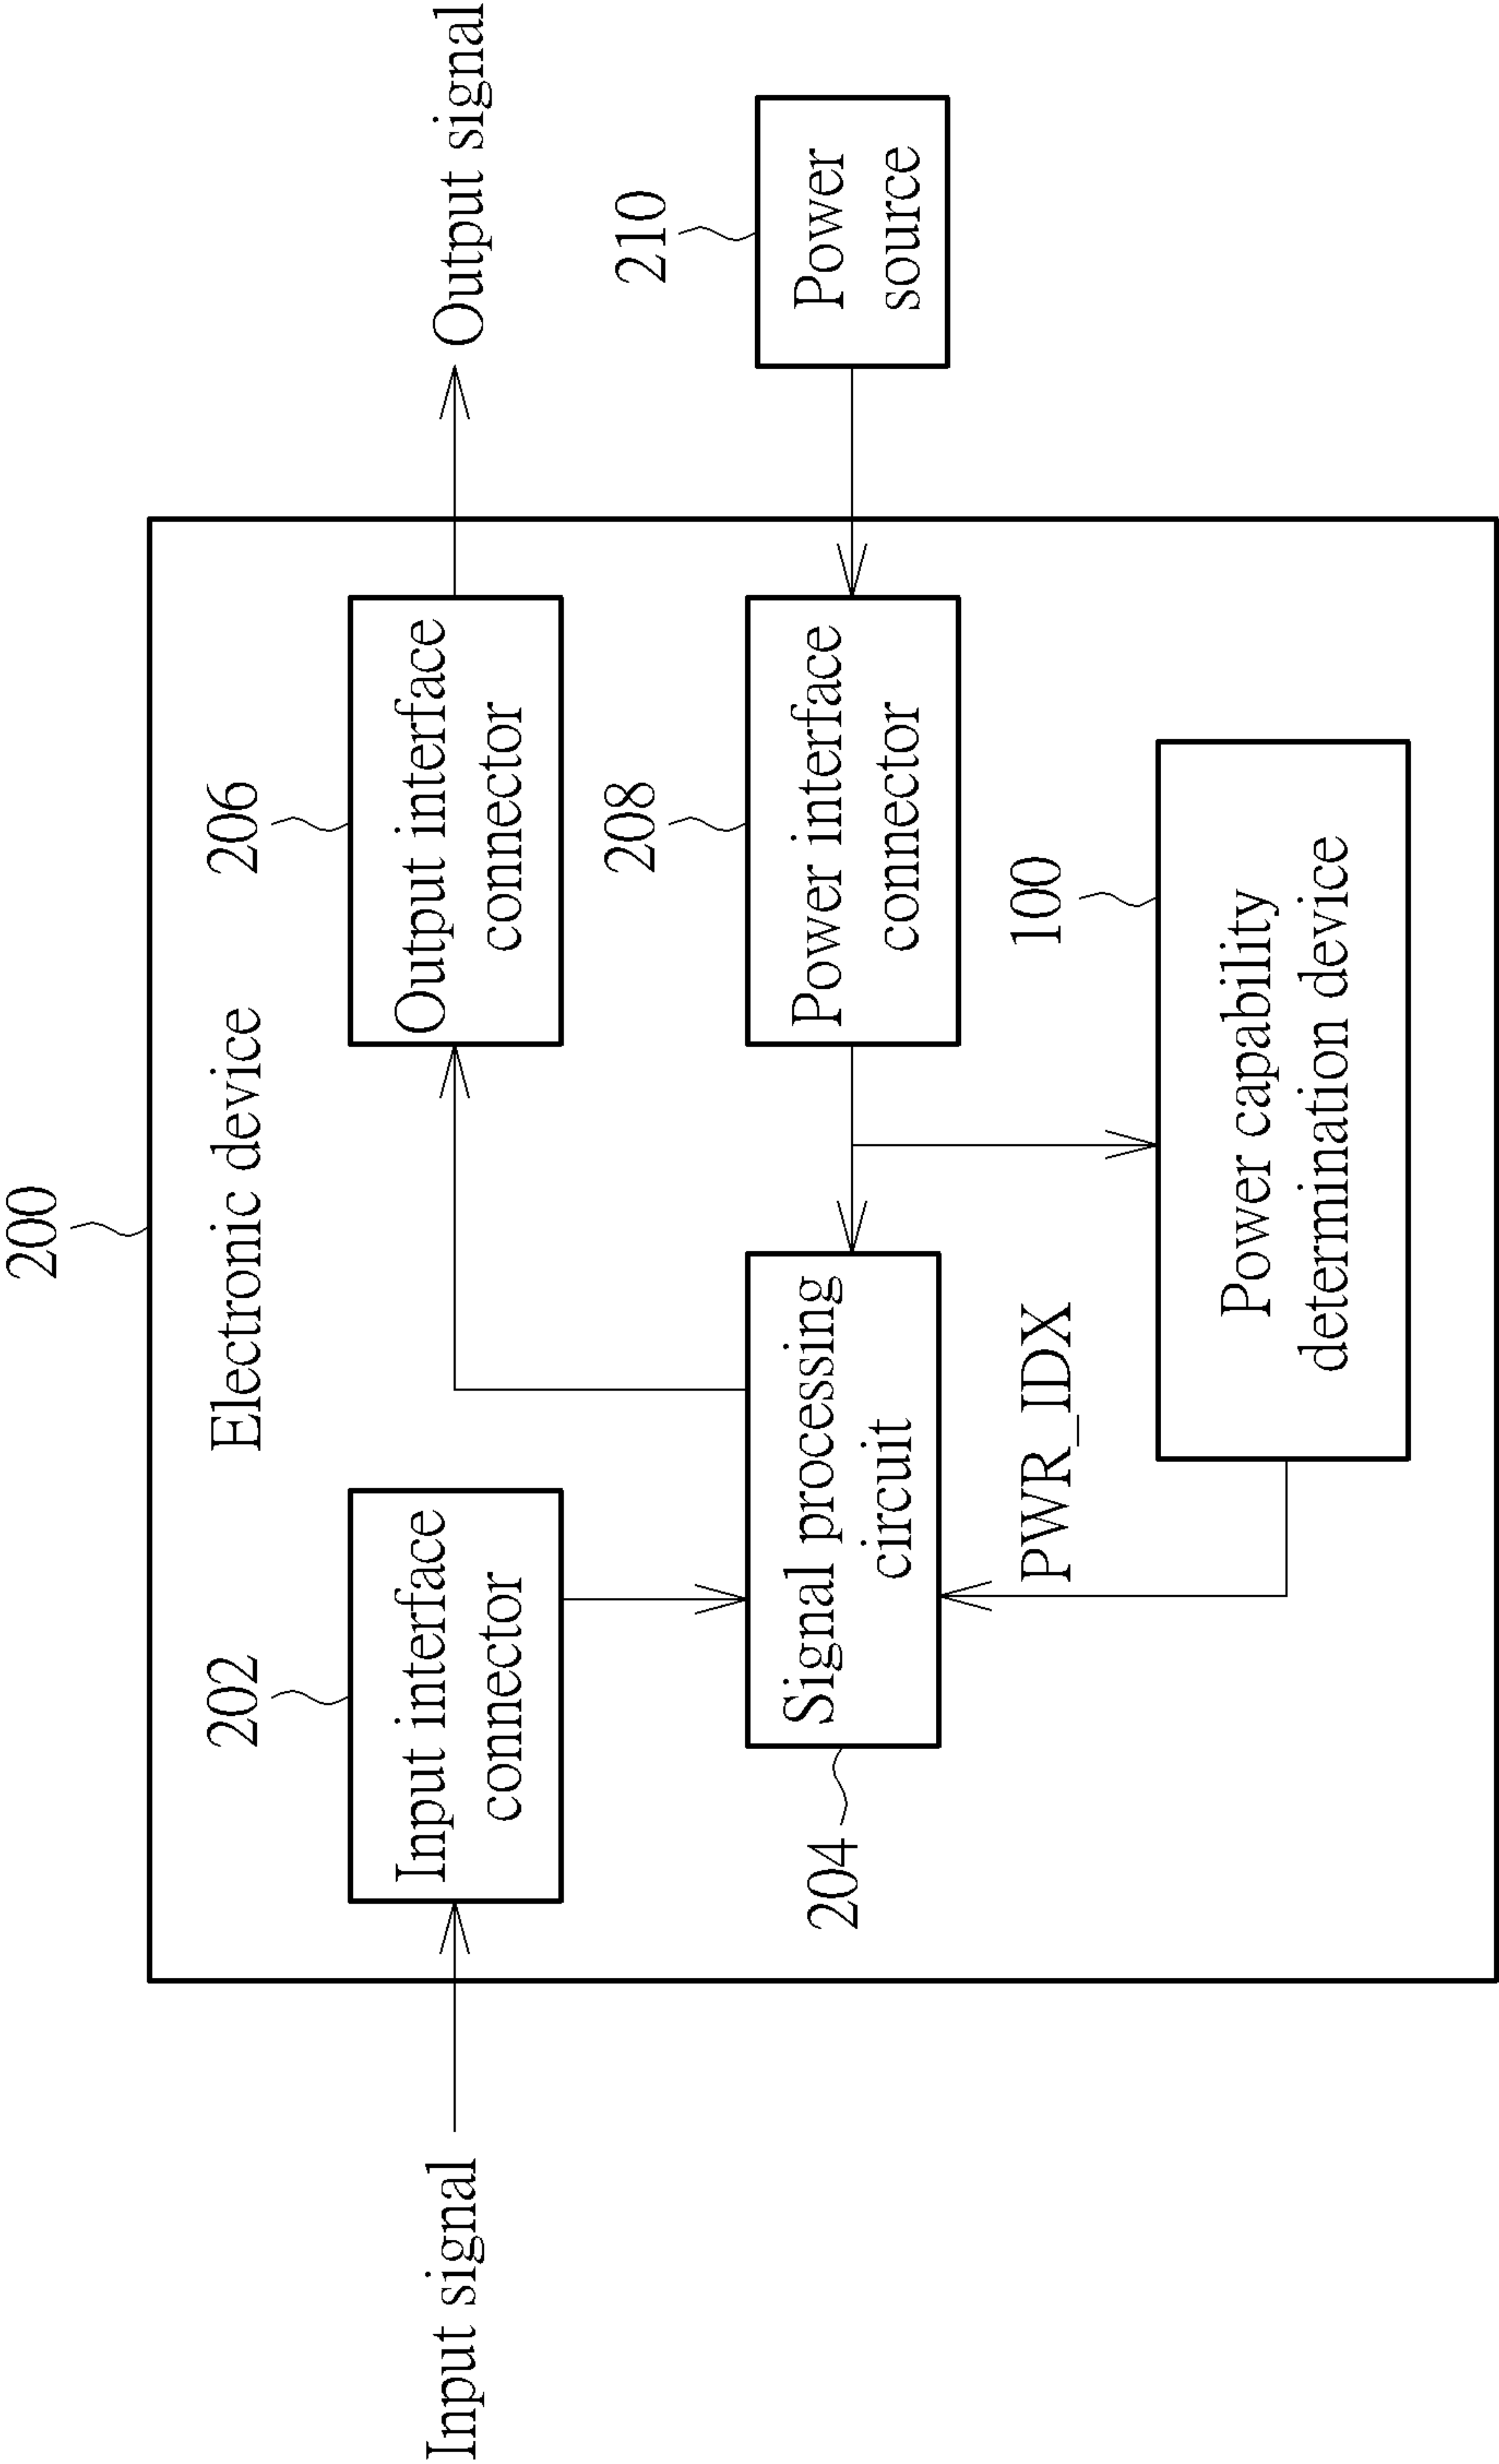 200
Electronic device
202
Input interface
connector
206
Output interface
connector
Input signal
Output signal
204
Signal processing
circuit
208
Power interface
connector
210
Power
source
PWR_IDX
100
Power capability
determination device